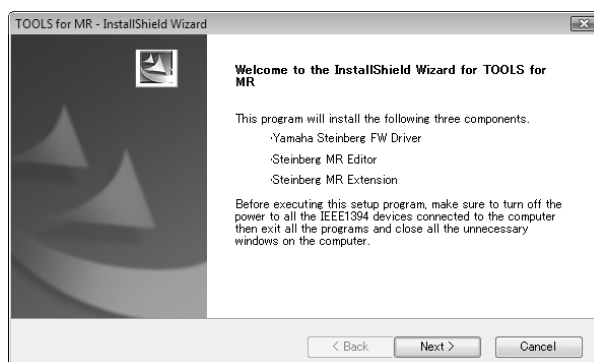 TOOLS for MR - InstallShield Wizard
Welcome to the InstallShield Wizard for TOOLS for
MR
This program will install the following three components.
·Yamaha Steinberg FW Driver
·Steinberg MR Editor
·Steinberg MR Extension
Before executing this setup program, make sure to turn off the
power to all the IEEE1394 devices connected to the computer
then exit all the programs and close all the unnecessary
windows on the computer.
< Back
Next >
Cancel